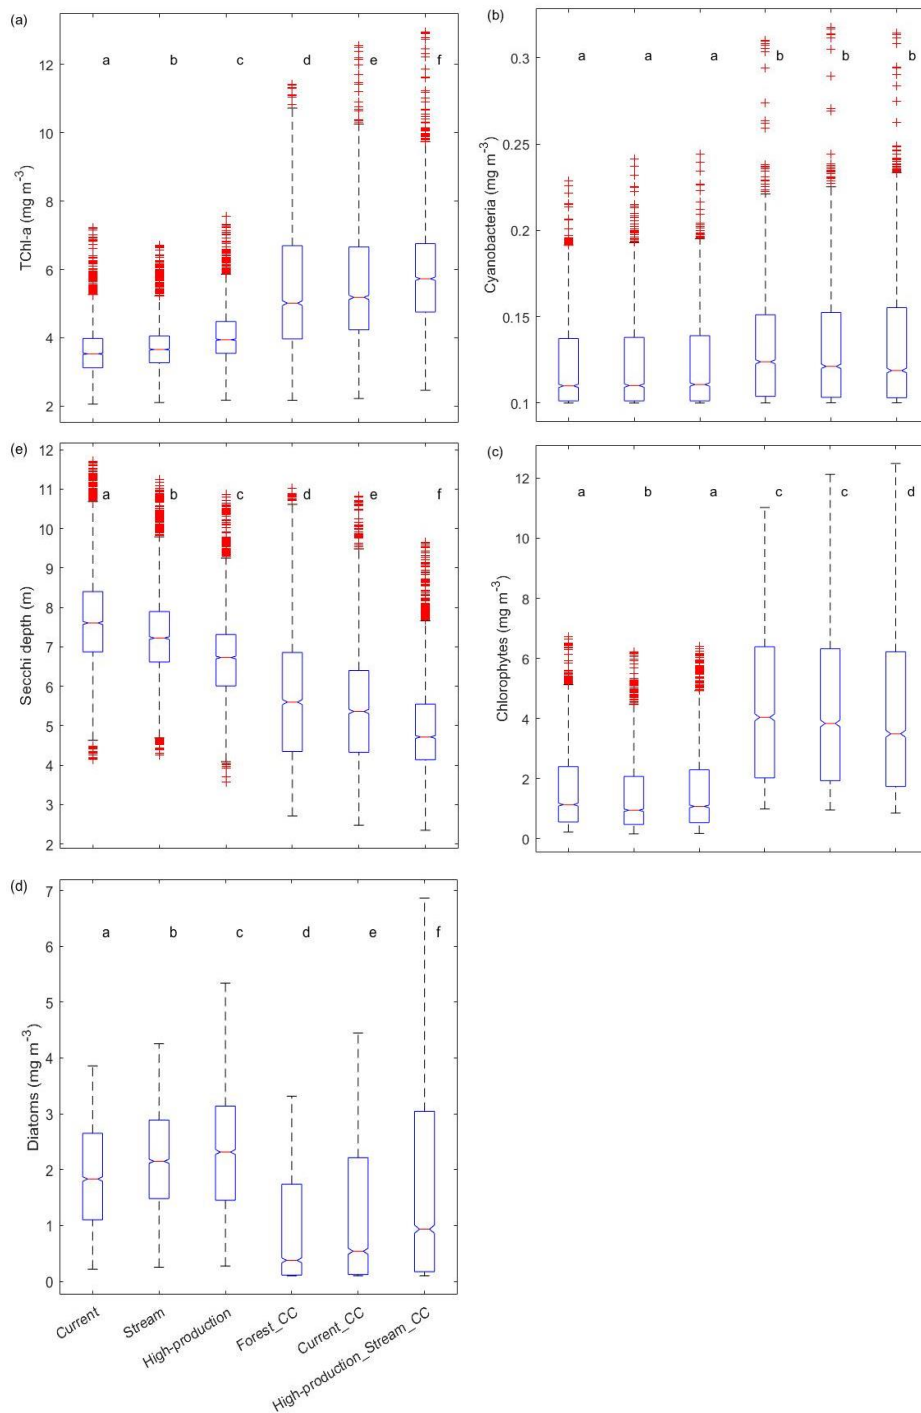 (a)
TChl-a (mg m⁻³)
12
10
8
6
4
2
a b c d e f
(b)
Cyanobacteria (mg m⁻³)
0.3
0.25
0.2
0.15
0.1
a a a b b b
(e)
Secchi depth (m)
12
11
10
9
8
7
6
5
4
3
2
a b c d e f
(c)
Chlorophytes (mg m⁻³)
12
10
8
6
4
2
0
a b a c c d
(d)
Diatoms (mg m⁻³)
7
6
5
4
3
2
1
0
a b c d e f
Current
Stream
High-production
Forest_CC
Current_CC
High-production_Stream_CC